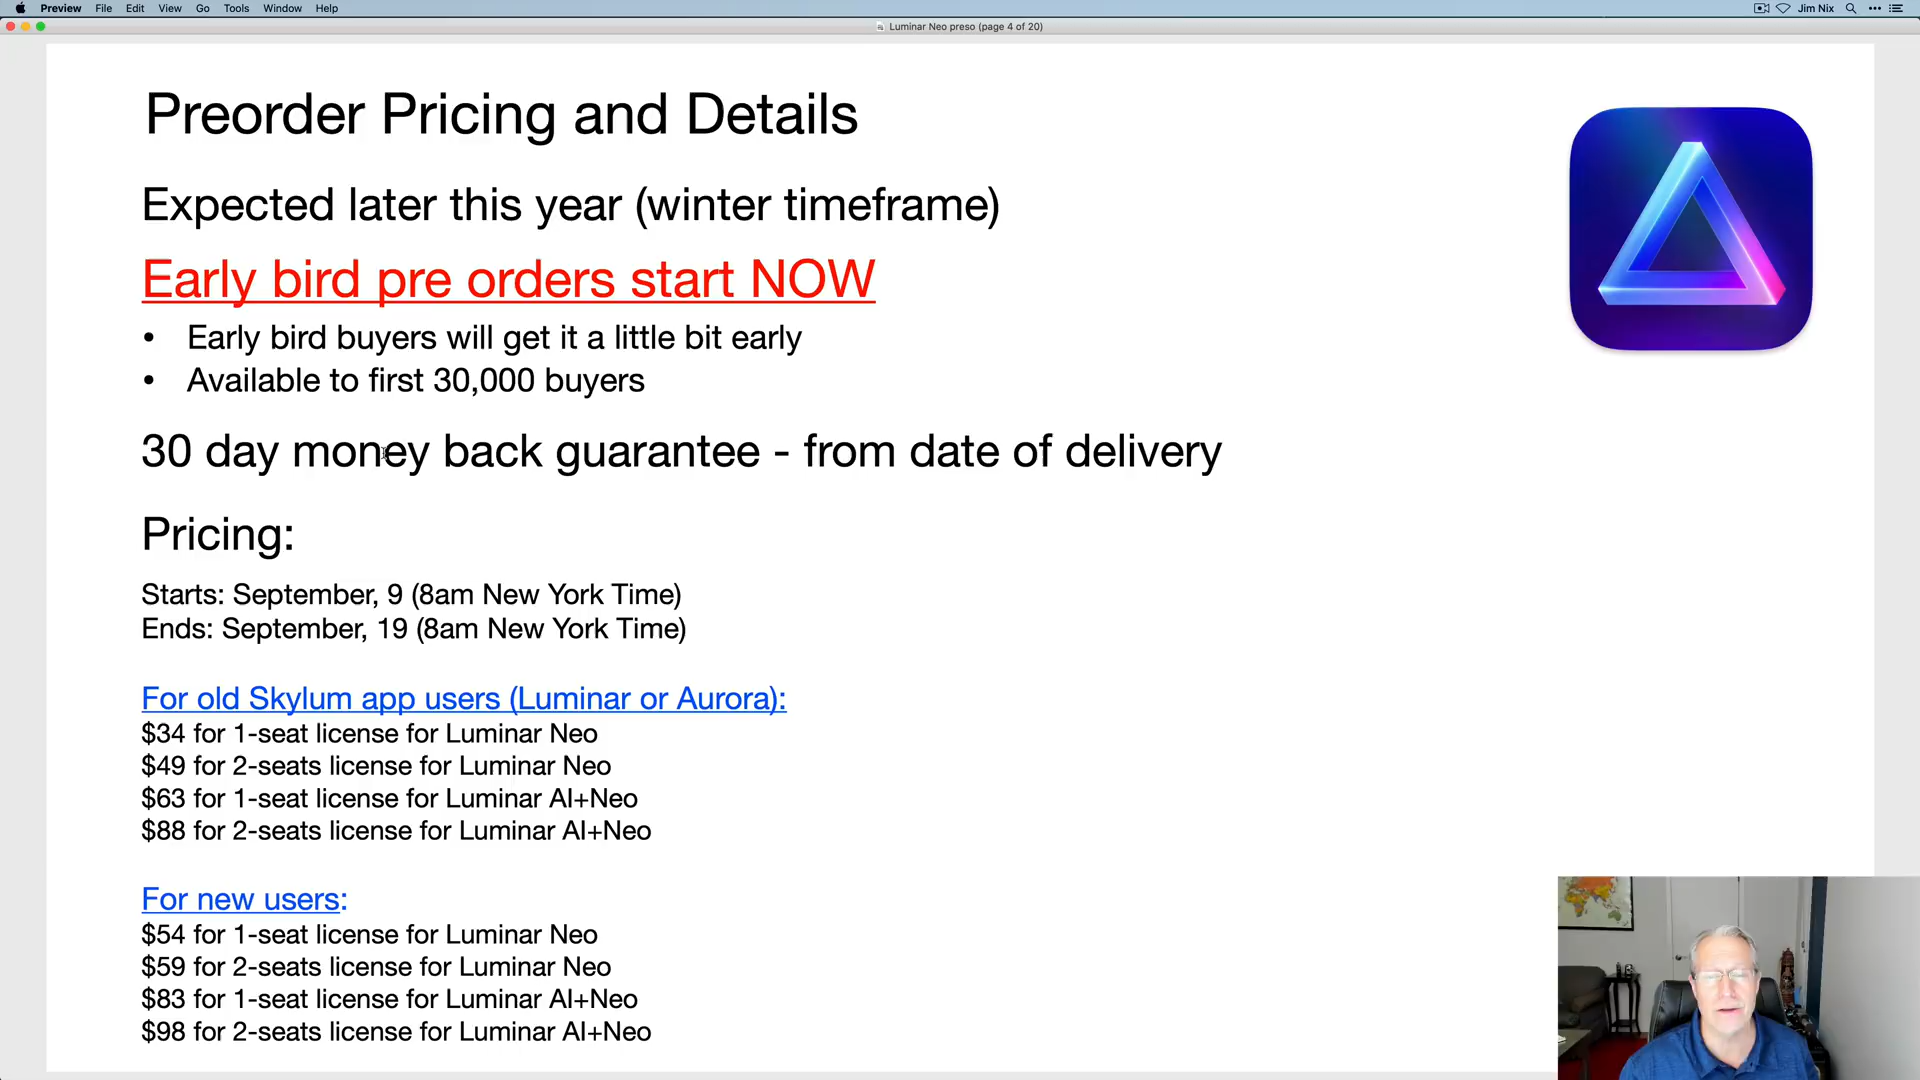 Preview File Edit View Go Tools Window Help Jim Nix
Luminar Neo preso (page 4 of 20)
Preorder Pricing and Details
Expected later this year (winter timeframe)
Early bird pre orders start NOW
• Early bird buyers will get it a little bit early
• Available to first 30,000 buyers
30 day money back guarantee - from date of delivery
Pricing:
Starts: September, 9 (8am New York Time)
Ends: September, 19 (8am New York Time)
For old Skylum app users (Luminar or Aurora):
$34 for 1-seat license for Luminar Neo
$49 for 2-seats license for Luminar Neo
$63 for 1-seat license for Luminar AI+Neo
$88 for 2-seats license for Luminar AI+Neo
For new users:
$54 for 1-seat license for Luminar Neo
$59 for 2-seats license for Luminar Neo
$83 for 1-seat license for Luminar AI+Neo
$98 for 2-seats license for Luminar AI+Neo